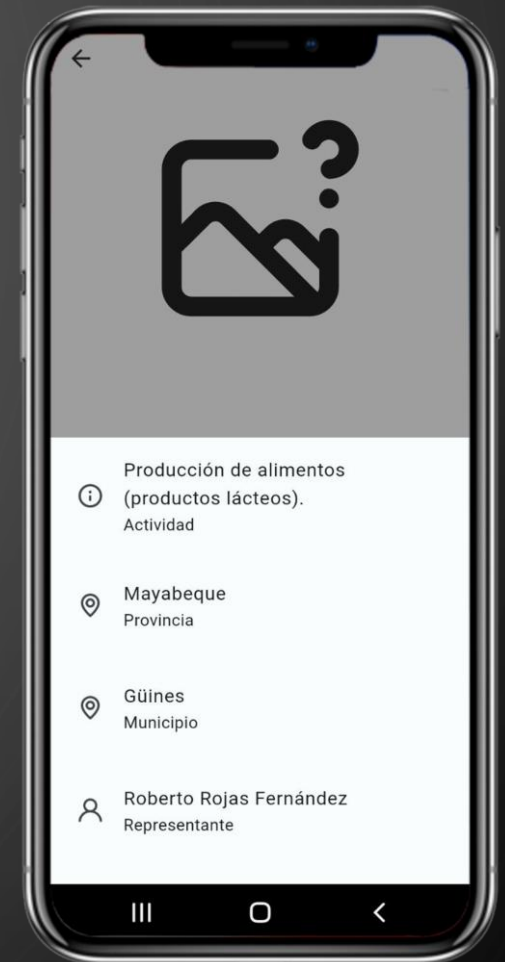 Producción de alimentos
(productos lácteos).
Actividad
Mayabeque
Provincia
Güines
Municipio
Roberto Rojas Fernández
Representante